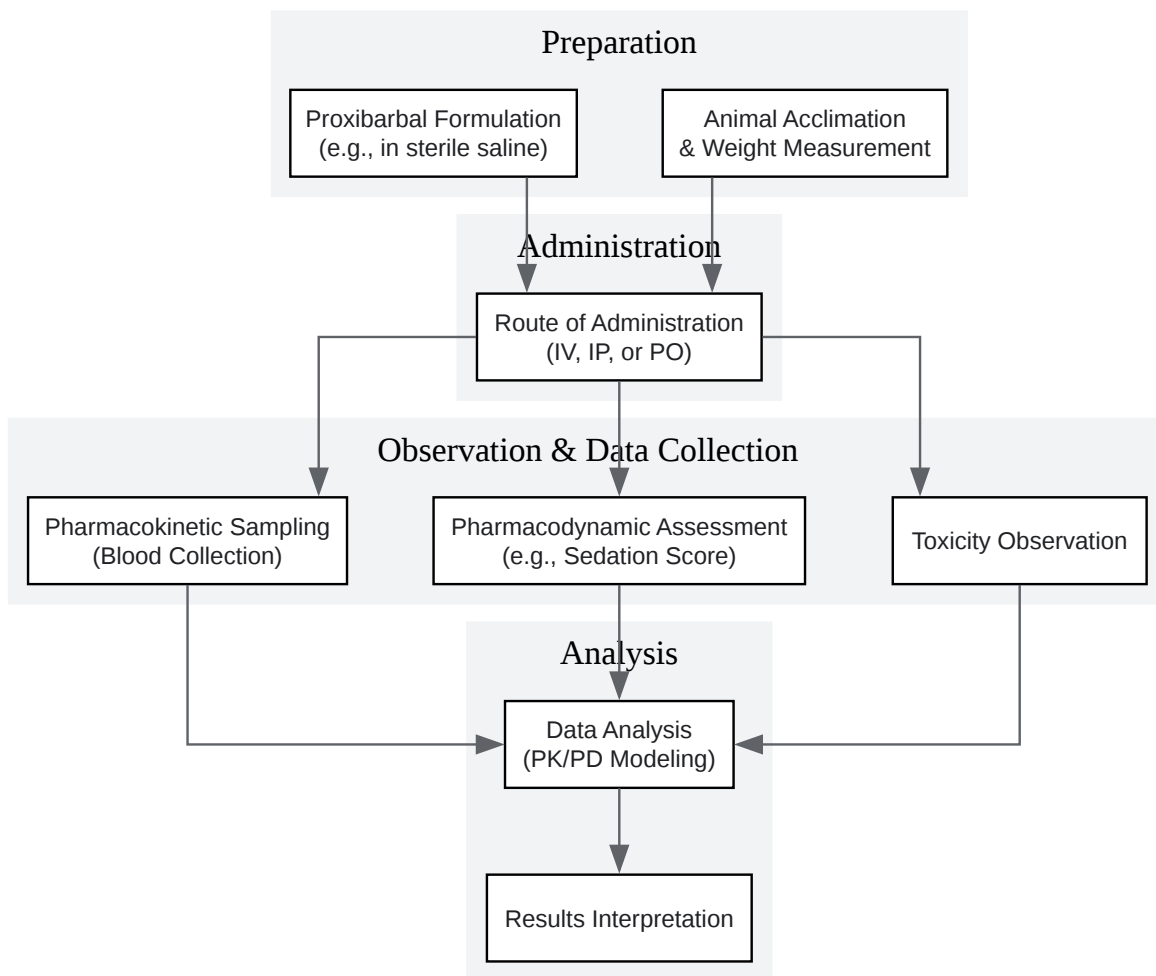 Preparation
Proxibarbal Formulation
(e.g., in sterile saline)
Animal Acclimation
& Weight Measurement
Administration
Route of Administration
(IV, IP, or PO)
Observation & Data Collection
Pharmacokinetic Sampling
(Blood Collection)
Pharmacodynamic Assessment
(e.g., Sedation Score)
Toxicity Observation
Analysis
Data Analysis
(PK/PD Modeling)
Results Interpretation